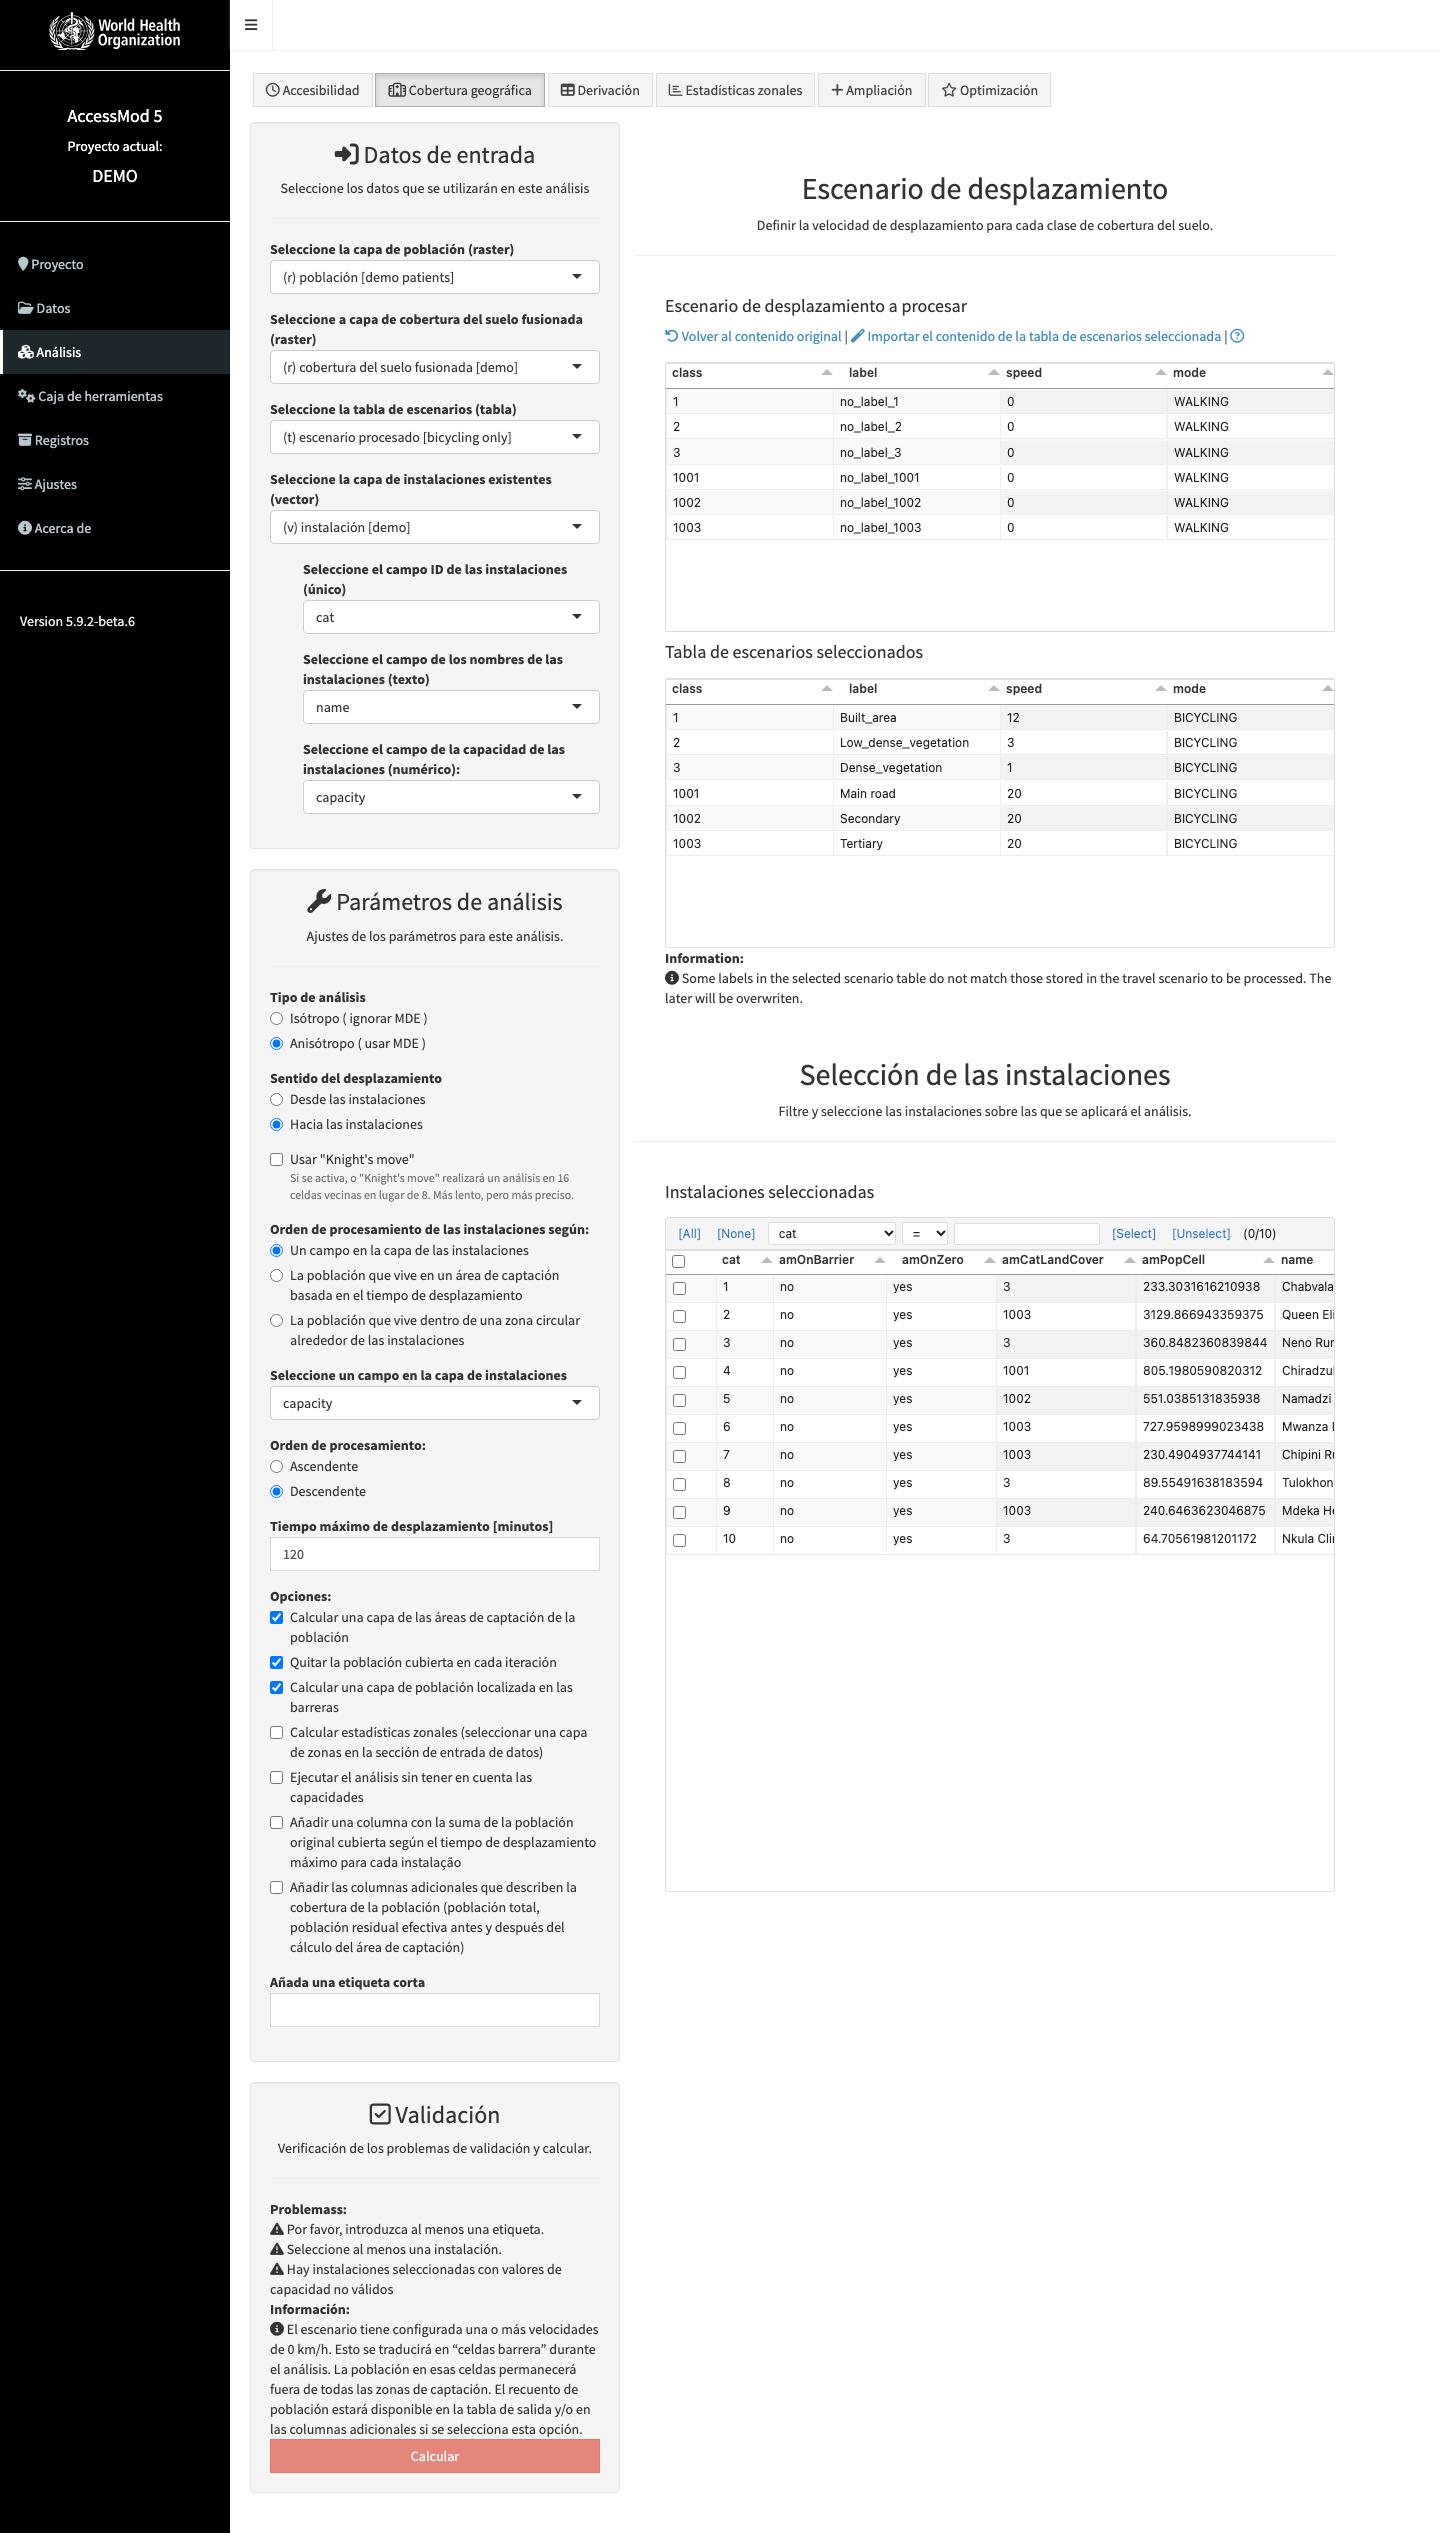 World Health
Organization
AccessMod 5
Proyecto actual:
DEMO
Proyecto
Datos
Análisis
Caja de herramientas
Registros
Ajustes
Acerca de
Version 5.9.2-beta.6
Accesibilidad Cobertura geográfica Derivación Estadísticas zonales Ampliación Optimización
Datos de entrada
Seleccione los datos que se utilizarán en este análisis
Seleccione la capa de población (raster)
(r) población [demo patients]
Seleccione a capa de cobertura del suelo fusionada
(raster)
(r) cobertura del suelo fusionada [demo]
Seleccione la tabla de escenarios (tabla)
(t) escenario procesado [bicycling only]
Seleccione la capa de instalaciones existentes
(vector)
(v) instalación [demo]
Seleccione el campo ID de las instalaciones
(único)
cat
Seleccione el campo de los nombres de las
instalaciones (texto)
name
Seleccione el campo de la capacidad de las
instalaciones (numérico):
capacity
Parámetros de análisis
Ajustes de los parámetros para este análisis.
Tipo de análisis
Isótropo ( ignorar MDE )
Anisótropo ( usar MDE )
Sentido del desplazamiento
Desde las instalaciones
Hacia las instalaciones
Usar "Knight's move"
Si se activa, o "Knight's move" realizará un análisis en 16
celdas vecinas en lugar de 8. Más lento, pero más preciso.
Orden de procesamiento de las instalaciones según:
Un campo en la capa de las instalaciones
La población que vive en un área de captación
basada en el tiempo de desplazamiento
La población que vive dentro de una zona circular
alrededor de las instalaciones
Seleccione un campo en la capa de instalaciones
capacity
Orden de procesamiento:
Ascendente
Descendente
Tiempo máximo de desplazamiento [minutos]
120
Opciones:
Calcular una capa de las áreas de captación de la
población
Quitar la población cubierta en cada iteración
Calcular una capa de población localizada en las
barreras
Calcular estadísticas zonales (seleccionar una capa
de zonas en la sección de entrada de datos)
Ejecutar el análisis sin tener en cuenta las
capacidades
Añadir una columna con la suma de la población
original cubierta según el tiempo de desplazamiento
máximo para cada instalação
Añadir las columnas adicionales que describen la
cobertura de la población (población total,
población residual efectiva antes y después del
cálculo del área de captación)
Añada una etiqueta corta
Validación
Verificación de los problemas de validación y calcular.
Problemass:
Por favor, introduzca al menos una etiqueta.
Seleccione al menos una instalación.
Hay instalaciones seleccionadas con valores de
capacidad no válidos
Información:
El escenario tiene configurada una o más velocidades
de 0 km/h. Esto se traducirá en “celdas barrera” durante
el análisis. La población en esas celdas permanecerá
fuera de todas las zonas de captación. El recuento de
población estará disponible en la tabla de salida y/o en
las columnas adicionales si se selecciona esta opción.
Calcular
Escenario de desplazamiento
Definir la velocidad de desplazamiento para cada clase de cobertura del suelo.
Escenario de desplazamiento a procesar
Volver al contenido original | Importar el contenido de la tabla de escenarios seleccionada |
class label speed mode
1 no_label_1 0 WALKING
2 no_label_2 0 WALKING
3 no_label_3 0 WALKING
1001 no_label_1001 0 WALKING
1002 no_label_1002 0 WALKING
1003 no_label_1003 0 WALKING
Tabla de escenarios seleccionados
class label speed mode
1 Built_area 12 BICYCLING
2 Low_dense_vegetation 3 BICYCLING
3 Dense_vegetation 1 BICYCLING
1001 Main road 20 BICYCLING
1002 Secondary 20 BICYCLING
1003 Tertiary 20 BICYCLING
Information:
Some labels in the selected scenario table do not match those stored in the travel scenario to be processed. The
later will be overwriten.
Selección de las instalaciones
Filtre y seleccione las instalaciones sobre las que se aplicará el análisis.
Instalaciones seleccionadas
[All] [None] cat = [Select] [Unselect] (0/10)
cat amOnBarrier amOnZero amCatLandCover amPopCell name
1 no yes 3 233.3031616210938 Chabvala
2 no yes 1003 3129.866943359375 Queen Eli
3 no yes 3 360.8482360839844 Neno Rur
4 no yes 1001 805.1980590820312 Chiradzul
5 no yes 1002 551.0385131835938 Namadzi
6 no yes 1003 727.9598999023438 Mwanza
7 no yes 1003 230.4904937744141 Chipini Ru
8 no yes 3 89.55491638183594 Tulokhon
9 no yes 1003 240.6463623046875 Mdeka He
10 no yes 3 64.70561981201172 Nkula Clin